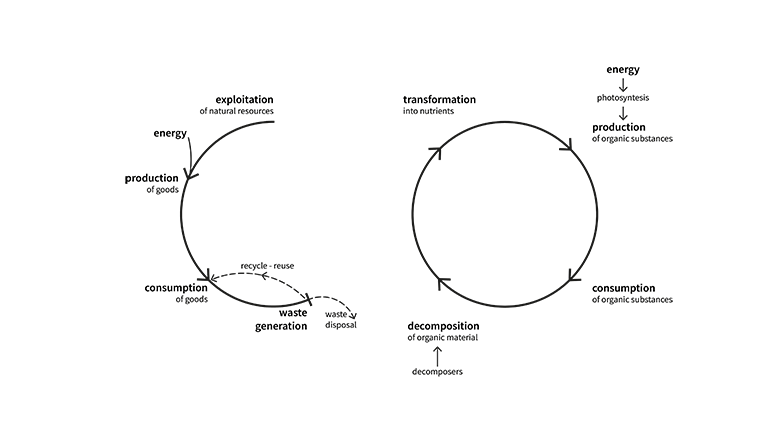 exploitation
of natural resources
energy
production
of goods
consumption
of goods
recycle - reuse
waste
generation
waste
disposal
transformation
into nutrients
energy
photosyntesis
production
of organic substances
consumption
of organic substances
decomposition
of organic material
decomposers